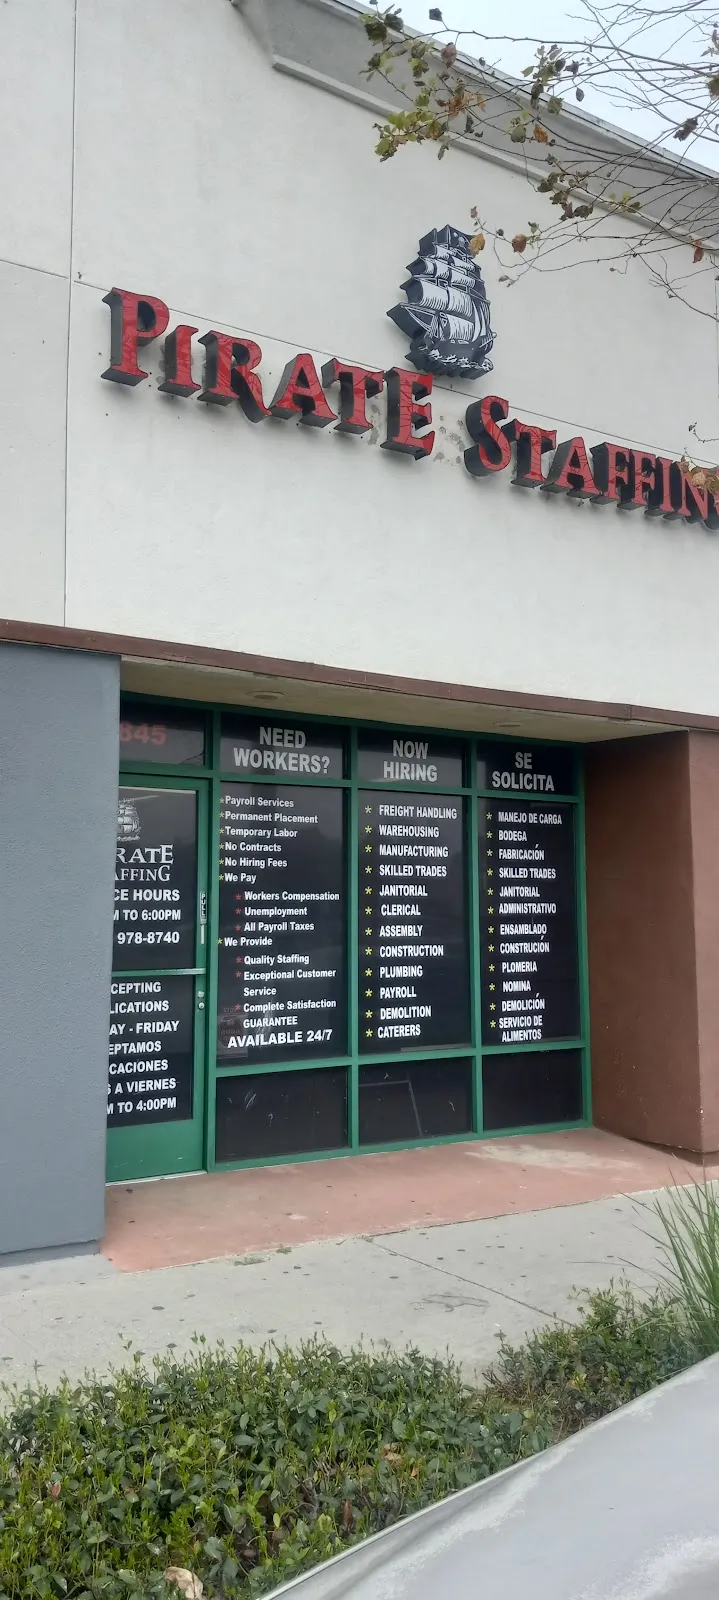 PIRATE STAFFING
845
RATE
AFFING
CE HOURS
M TO 6:00PM
978-8740
PULL
CEPTING
LICATIONS
AY - FRIDAY
EPTAMOS
CACIONES
S A VIERNES
M TO 4:00PM
NEED
WORKERS?
* Payroll Services
* Permanent Placement
* Temporary Labor
* No Contracts
* No Hiring Fees
* We Pay
* Workers Compensation
* Unemployment
* All Payroll Taxes
* We Provide
* Quality Staffing
* Exceptional Customer
Service
* Complete Satisfaction
GUARANTEE
AVAILABLE 24/7
NOW
HIRING
* FREIGHT HANDLING
* WAREHOUSING
* MANUFACTURING
* SKILLED TRADES
* JANITORIAL
* CLERICAL
* ASSEMBLY
* CONSTRUCTION
* PLUMBING
* PAYROLL
* DEMOLITION
* CATERERS
SE
SOLICITA
* MANEJO DE CARGA
* BODEGA
* FABRICACIÓN
* SKILLED TRADES
* JANITORIAL
* ADMINISTRATIVO
* ENSAMBLADO
* CONSTRUCIÓN
* PLOMERIA
* NOMINA
* DEMOLICIÓN
* SERVICIO DE
ALIMENTOS